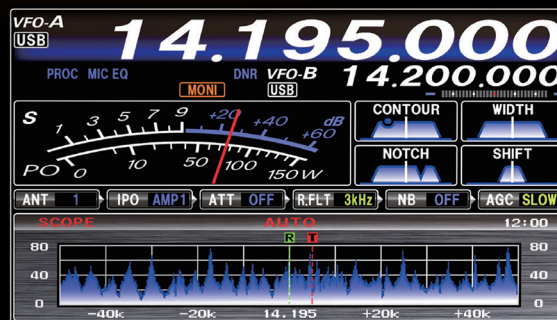 VFO-A 14.195.000
USB
PROC MIC EQ DNR VFO-B 14.200.000
MONI USB
S 1 3 5 7 9 +20 +40 +60 dB
PO 0 10 50 100 150 W
CONTOUR WIDTH
NOTCH SHIFT
ANT 1 IPO AMP1 ATT OFF R.FLT 3kHz NB OFF AGC SLOW
SCOPE AUTO 12:00
R T
80 80
40 40
0 0
-40k -20k 14.195 +20k +40k